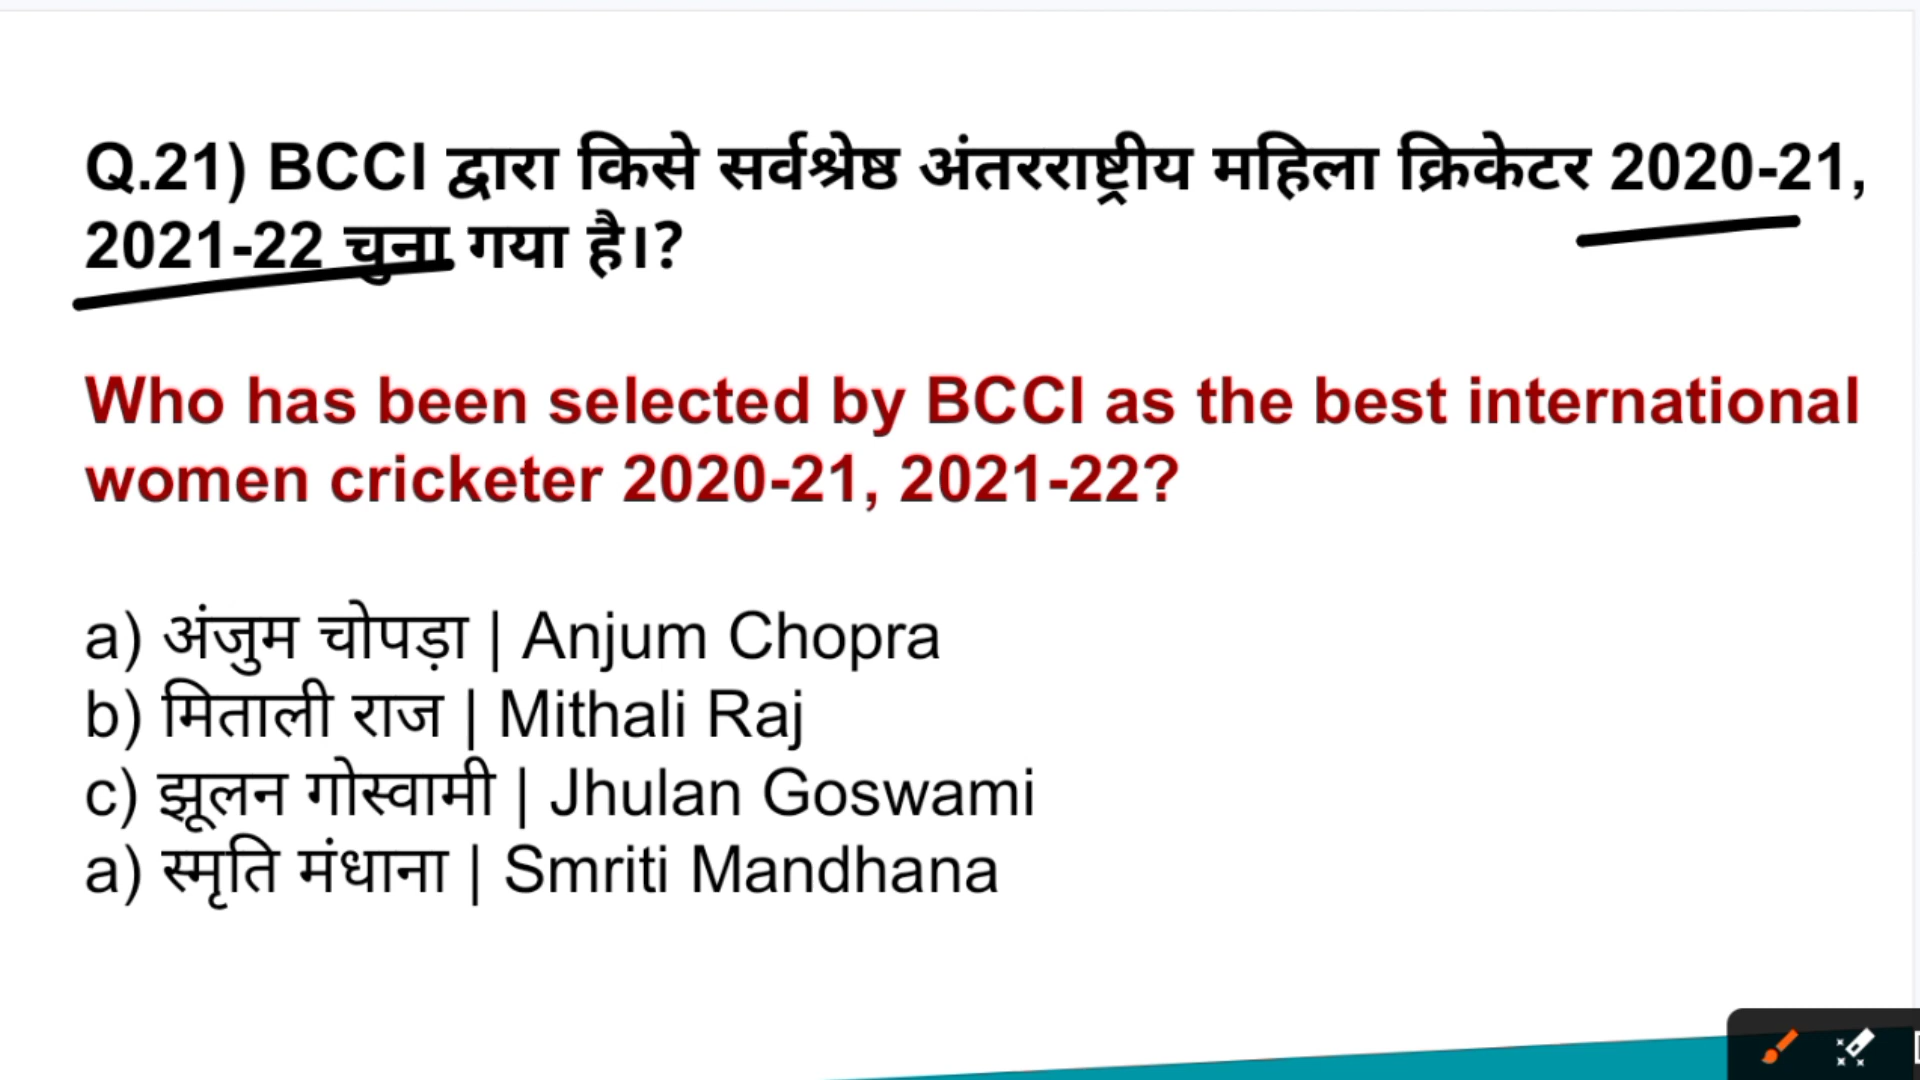 Q.21) BCCI द्वारा किसे सर्वश्रेष्ठ अंतरराष्ट्रीय महिला क्रिकेटर 2020-21,
2021-22 चुना गया है।?
Who has been selected by BCCI as the best international
women cricketer 2020-21, 2021-22?
a) अंजुम चोपड़ा | Anjum Chopra
b) मिताली राज | Mithali Raj
c) झूलन गोस्वामी | Jhulan Goswami
a) स्मृति मंधाना | Smriti Mandhana